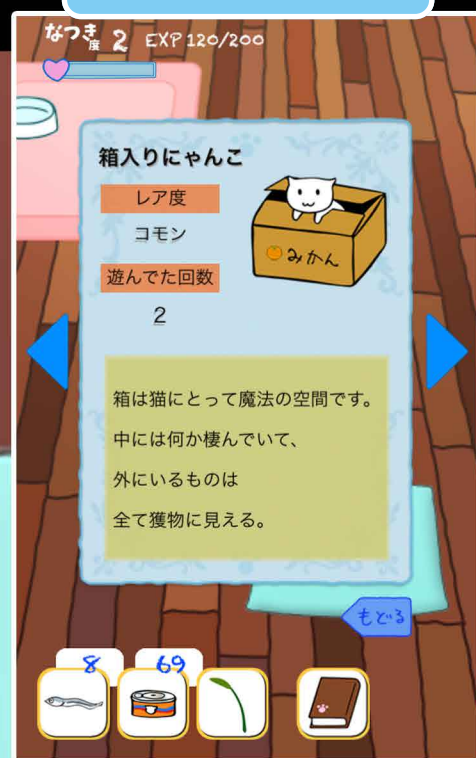 なつき度 2 EXP 120/200
箱入りにゃんこ
レア度
コモン
遊んでた回数
2
みかん
箱は猫にとって魔法の空間です。
中には何か棲んでいて、
外にいるものは
全て獲物に見える。
もどる
8 69